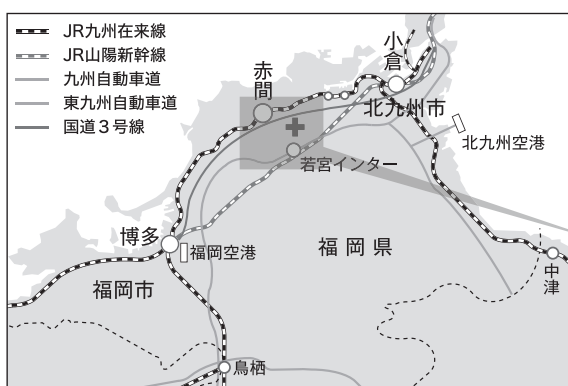 JR九州在来線
JR山陽新幹線
九州自動車道
東九州自動車道
国道3号線
小倉
赤間
北九州市
北九州空港
若宮インター
博多
福岡空港
福岡県
福岡市
中津
鳥栖